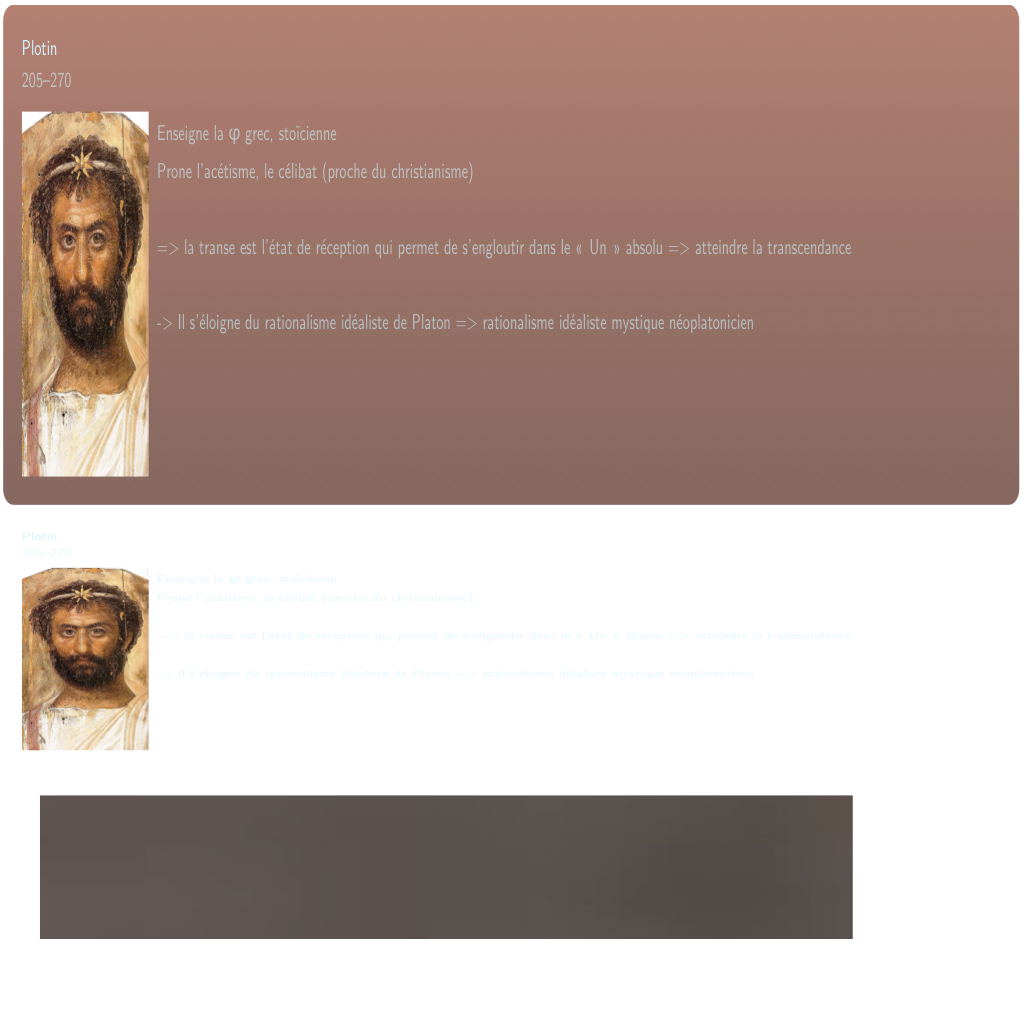 Plotin
205–270
Enseigne la φ grec, stoïcienne
Prone l'acétisme, le célibat (proche du christianisme)
=> la transe est l'état de réception qui permet de s'engloutir dans le « Un » absolu => atteindre la transcendance
-> Il s'éloigne du rationalisme idéaliste de Platon => rationalisme idéaliste mystique néoplatonicien
Plotin
205–270
Enseigne la φ grec, stoïcienne
Prone l'acétisme, le célibat (proche du christianisme)
=> la transe est l'état de réception qui permet de s'engloutir dans le « Un » absolu => atteindre la transcendance
-> Il s'éloigne du rationalisme idéaliste de Platon => rationalisme idéaliste mystique néoplatonicien